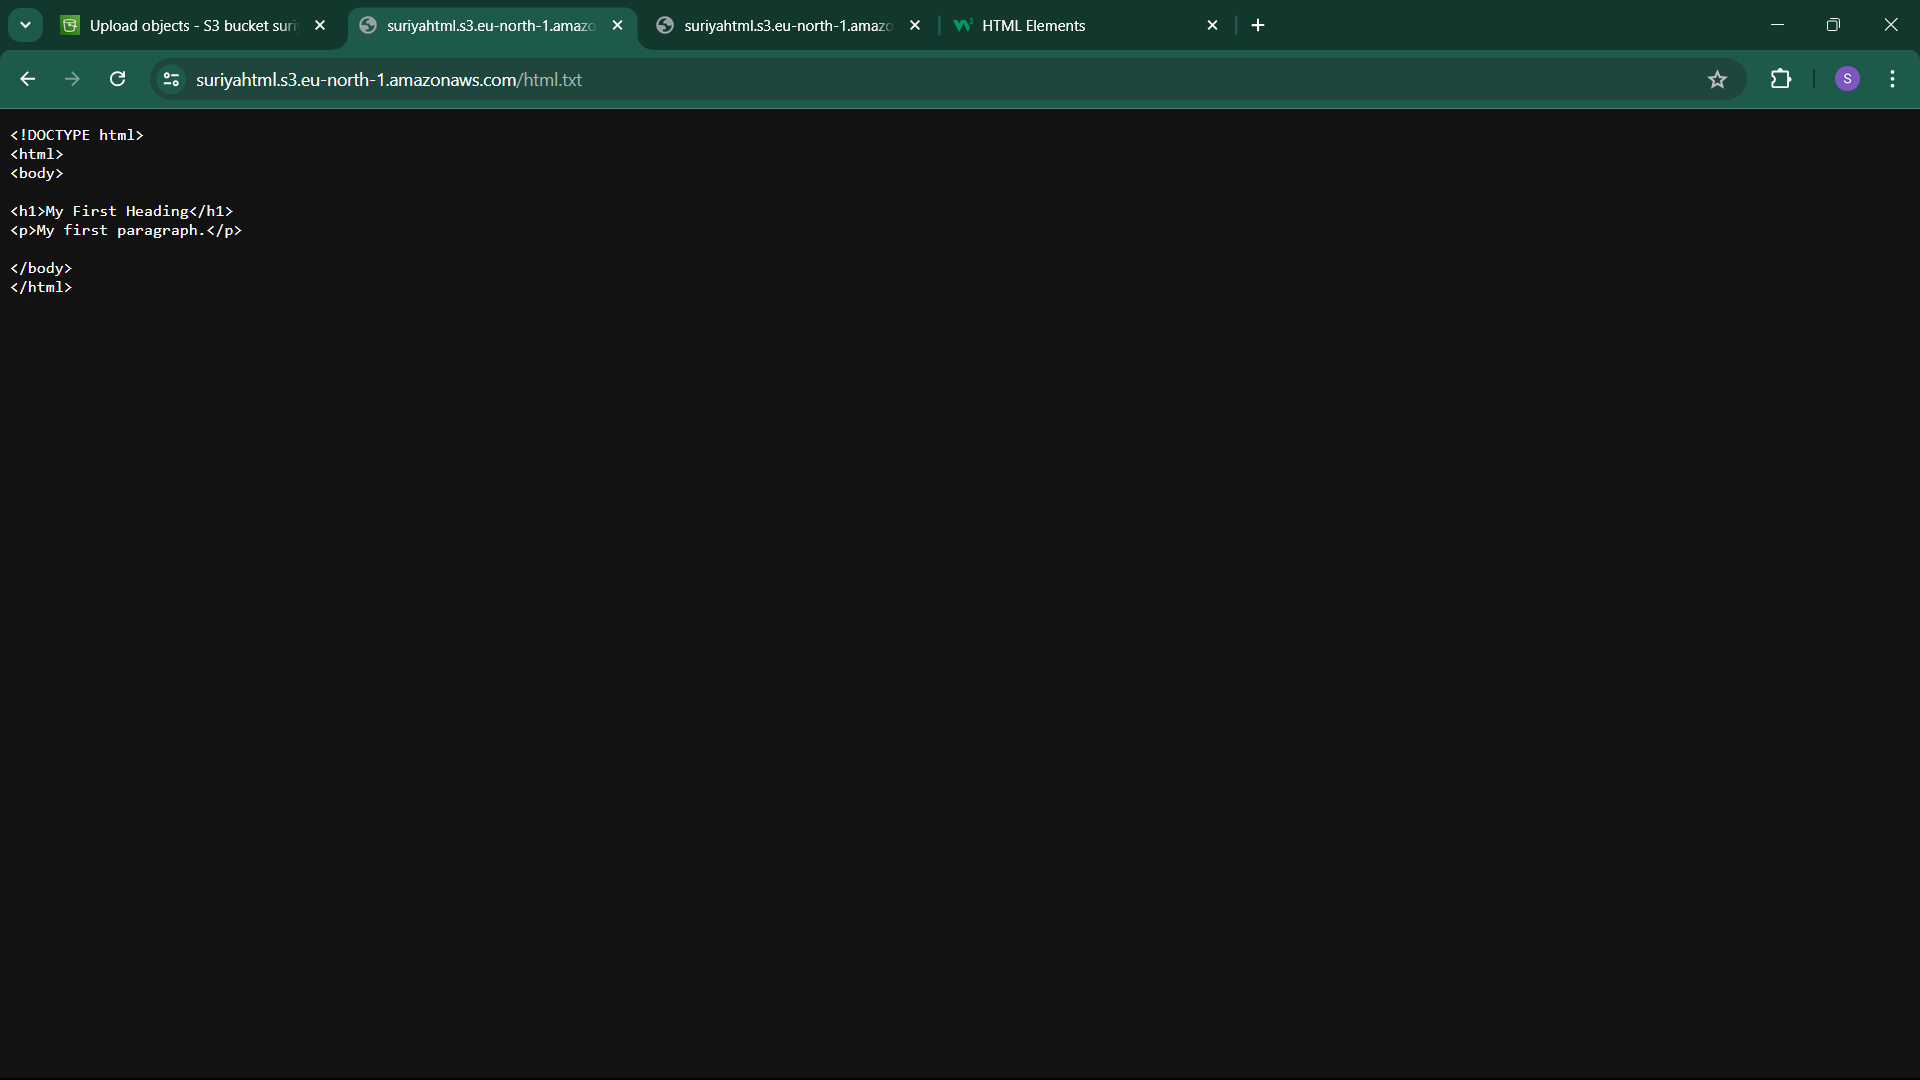 Upload objects - S3 bucket suri
suriyahtml.s3.eu-north-1.amazo
suriyahtml.s3.eu-north-1.amazo
HTML Elements
suriyahtml.s3.eu-north-1.amazonaws.com/html.txt
S
<!DOCTYPE html>
<html>
<body>
<h1>My First Heading</h1>
<p>My first paragraph.</p>
</body>
</html>